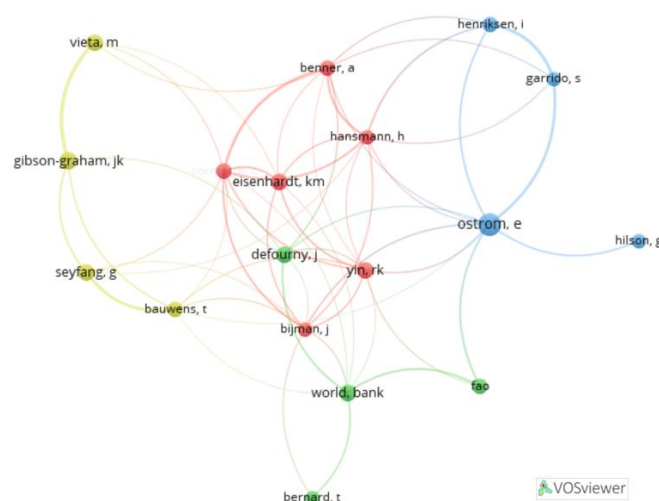 henriksen, i
vieta, m
benner, a
garrido, s
hansmann, h
gibson-graham, jk
eisenhardt, km
ostrom, e
hilson, g
defourny, j
seyfang, g
yin, rk
bauwens, t
bijman, j
fao
world, bank
bernard, t
VOSviewer